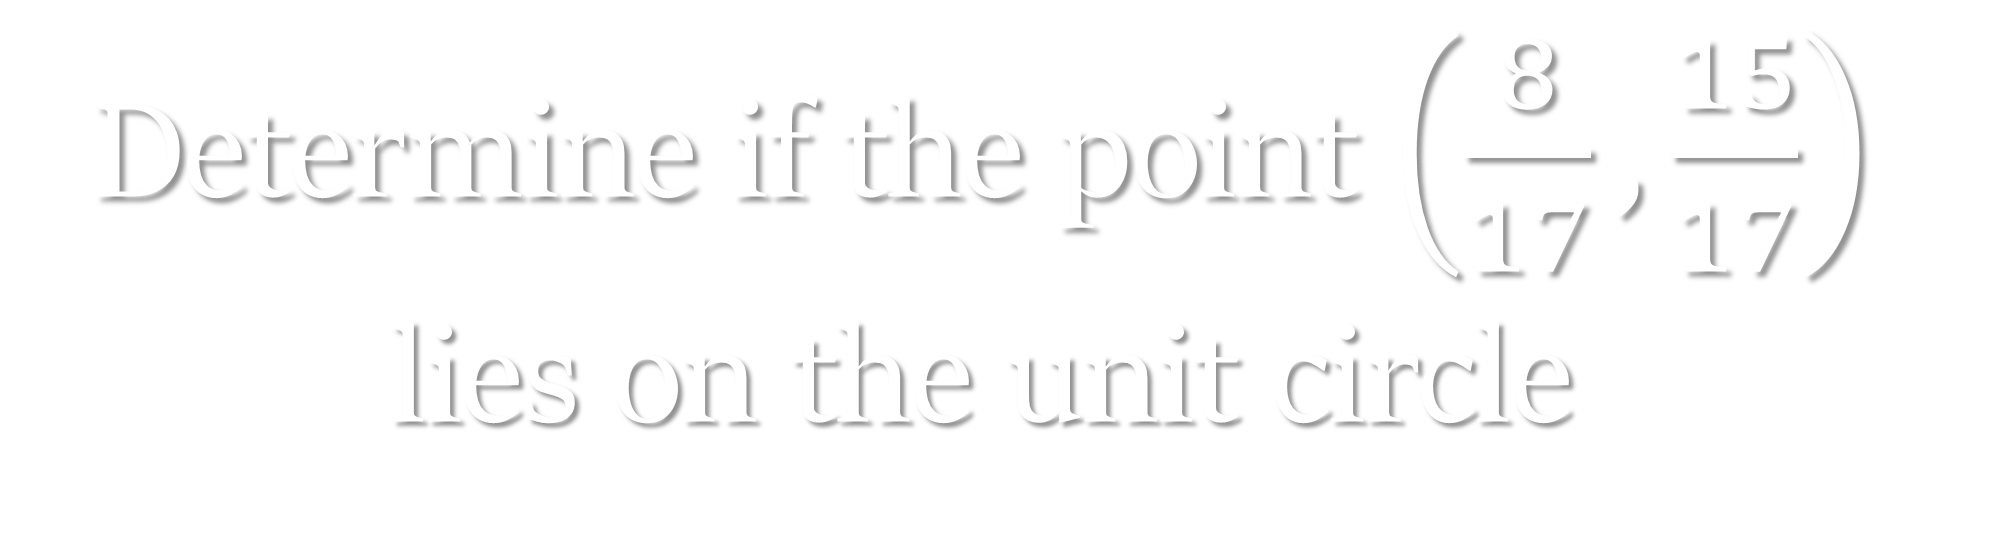 Determine if the point (8/17, 15/17)
lies on the unit circle